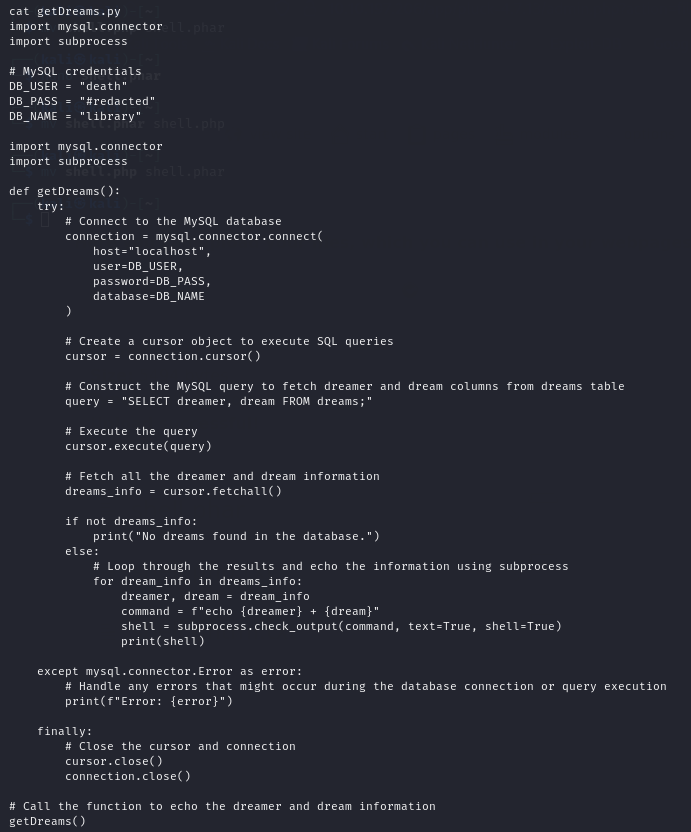 cat getDreams.py
import mysql.connector
import subprocess

# MySQL credentials
DB_USER = "death"
DB_PASS = "#redacted"
DB_NAME = "library"

import mysql.connector
import subprocess

def getDreams():
    try:
        # Connect to the MySQL database
        connection = mysql.connector.connect(
            host="localhost",
            user=DB_USER,
            password=DB_PASS,
            database=DB_NAME
        )

        # Create a cursor object to execute SQL queries
        cursor = connection.cursor()

        # Construct the MySQL query to fetch dreamer and dream columns from dreams table
        query = "SELECT dreamer, dream FROM dreams;"

        # Execute the query
        cursor.execute(query)

        # Fetch all the dreamer and dream information
        dreams_info = cursor.fetchall()

        if not dreams_info:
            print("No dreams found in the database.")
        else:
            # Loop through the results and echo the information using subprocess
            for dream_info in dreams_info:
                dreamer, dream = dream_info
                command = f"echo {dreamer} + {dream}"
                shell = subprocess.check_output(command, text=True, shell=True)
                print(shell)

    except mysql.connector.Error as error:
        # Handle any errors that might occur during the database connection or query execution
        print(f"Error: {error}")

    finally:
        # Close the cursor and connection
        cursor.close()
        connection.close()

# Call the function to echo the dreamer and dream information
getDreams()